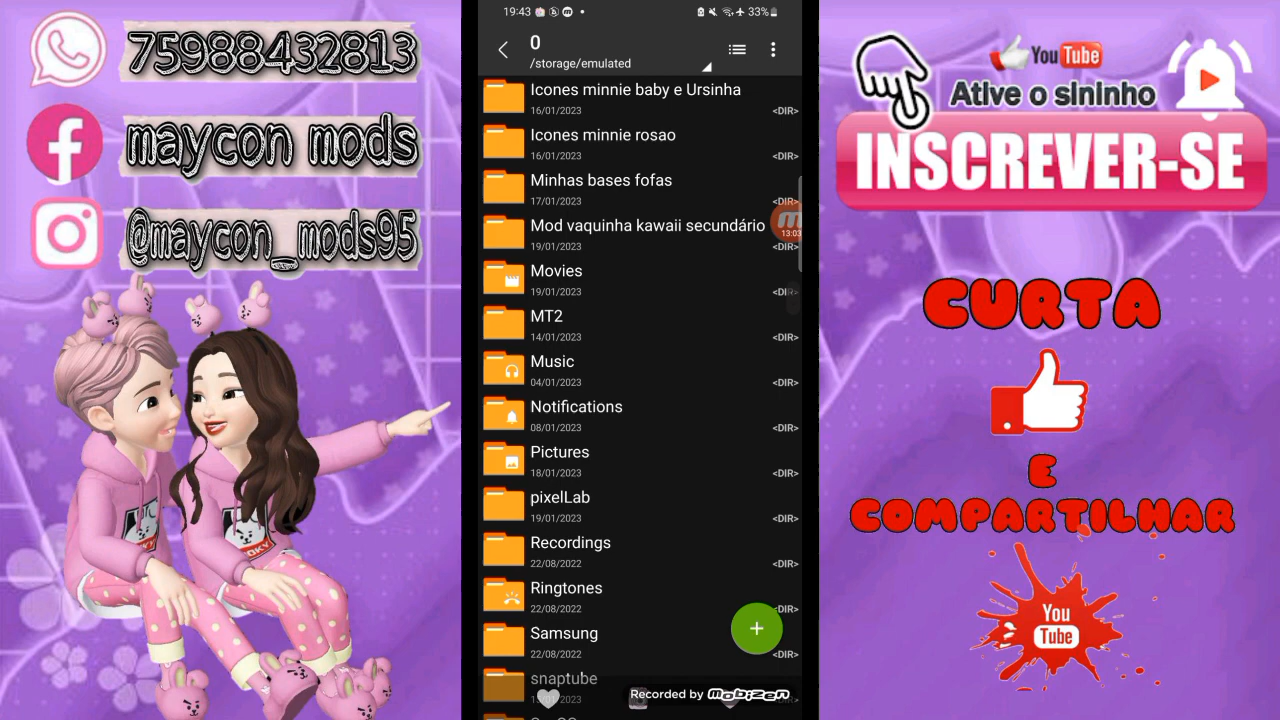 75988432813
maycon mods
@maycon_mods95
19:43
33%
0
/storage/emulated
Icones minnie baby e Ursinha
16/01/2023
<DIR>
Icones minnie rosao
16/01/2023
<DIR>
Minhas bases fofas
17/01/2023
<DIR>
Mod vaquinha kawaii secundário
19/01/2023
<DIR>
13:03
Movies
19/01/2023
<DIR>
MT2
14/01/2023
<DIR>
Music
04/01/2023
<DIR>
Notifications
08/01/2023
<DIR>
Pictures
18/01/2023
<DIR>
pixelLab
19/01/2023
<DIR>
Recordings
22/08/2022
<DIR>
Ringtones
22/08/2022
<DIR>
Samsung
22/08/2022
<DIR>
snaptube
Recorded by mobizen
YouTube
Ative o sininho
INSCREVER-SE
CURTA
E
COMPARTILHAR
You
Tube